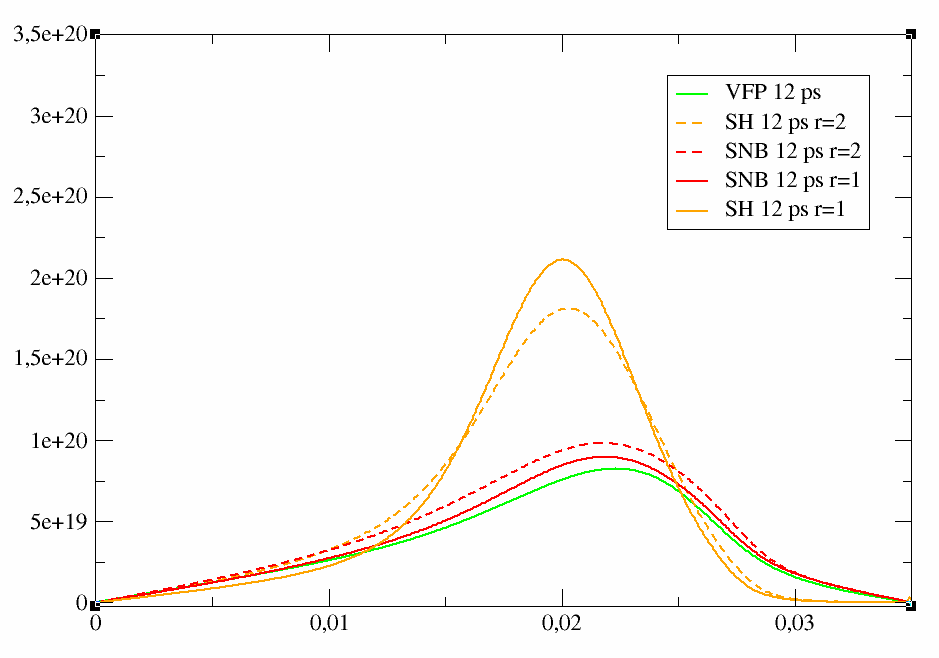 3,5e+20
3e+20
2,5e+20
2e+20
1,5e+20
1e+20
5e+19
0
0
0,01
0,02
0,03
VFP 12 ps
SH 12 ps r=2
SNB 12 ps r=2
SNB 12 ps r=1
SH 12 ps r=1